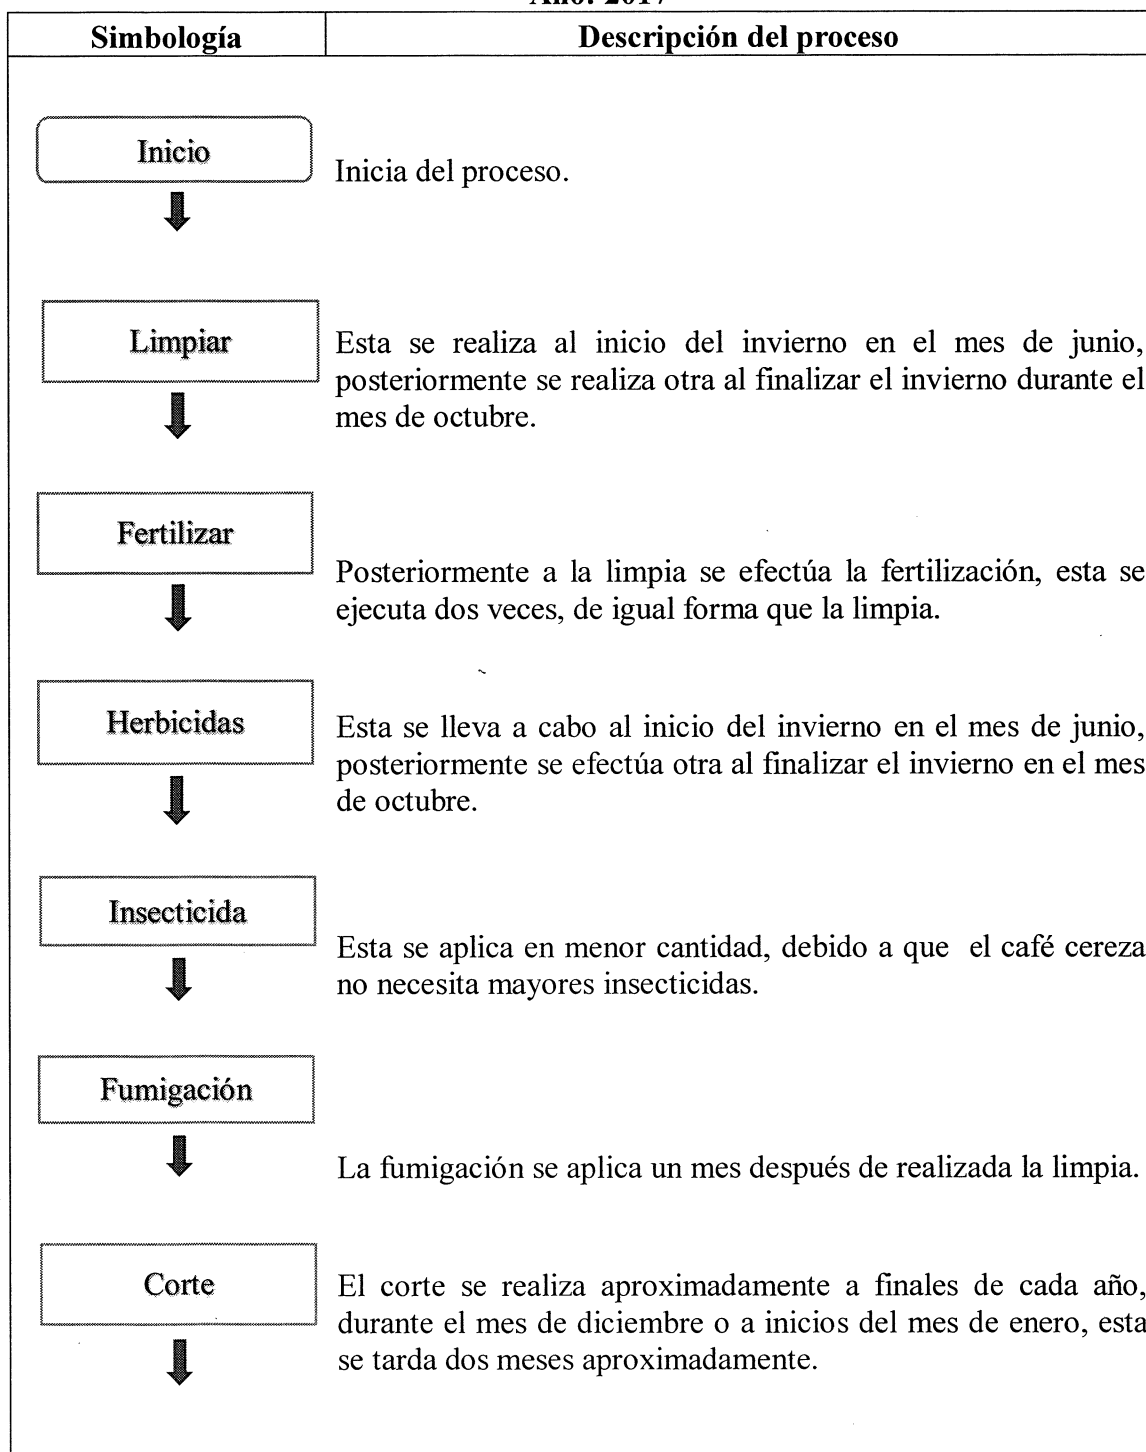 Año: 2017
Simbología
Descripción del proceso
Inicio
Inicia del proceso.
Limpiar
Esta se realiza al inicio del invierno en el mes de junio,
posteriormente se realiza otra al finalizar el invierno durante el
mes de octubre.
Fertilizar
Posteriormente a la limpia se efectúa la fertilización, esta se
ejecuta dos veces, de igual forma que la limpia.
Herbicidas
Esta se lleva a cabo al inicio del invierno en el mes de junio,
posteriormente se efectúa otra al finalizar el invierno en el mes
de octubre.
Insecticida
Esta se aplica en menor cantidad, debido a que el café cereza
no necesita mayores insecticidas.
Fumigación
La fumigación se aplica un mes después de realizada la limpia.
Corte
El corte se realiza aproximadamente a finales de cada año,
durante el mes de diciembre o a inicios del mes de enero, esta
se tarda dos meses aproximadamente.